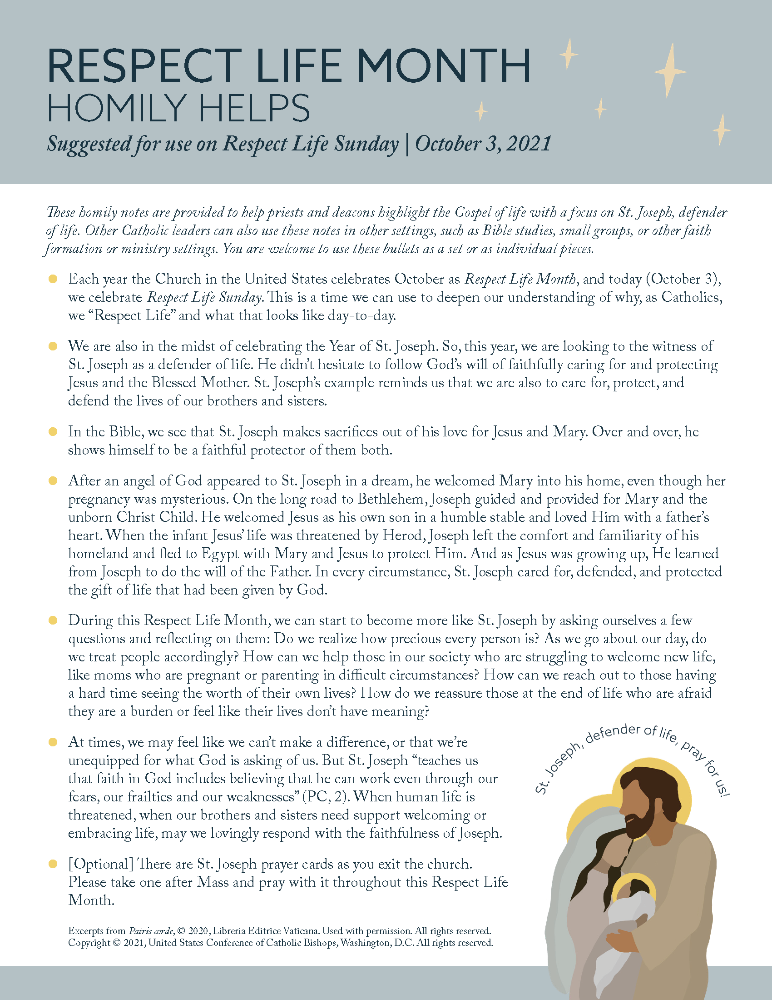 RESPECT LIFE MONTH
HOMILY HELPS
Suggested for use on Respect Life Sunday | October 3, 2021
These homily notes are provided to help priests and deacons highlight the Gospel of life with a focus on St. Joseph, defender
of life. Other Catholic leaders can also use these notes in other settings, such as Bible studies, small groups, or other faith
formation or ministry settings. You are welcome to use these bullets as a set or as individual pieces.
Each year the Church in the United States celebrates October as Respect Life Month, and today (October 3),
we celebrate Respect Life Sunday. This is a time we can use to deepen our understanding of why, as Catholics,
we “Respect Life” and what that looks like day-to-day.
We are also in the midst of celebrating the Year of St. Joseph. So, this year, we are looking to the witness of
St. Joseph as a defender of life. He didn’t hesitate to follow God’s will of faithfully caring for and protecting
Jesus and the Blessed Mother. St. Joseph’s example reminds us that we are also to care for, protect, and
defend the lives of our brothers and sisters.
In the Bible, we see that St. Joseph makes sacrifices out of his love for Jesus and Mary. Over and over, he
shows himself to be a faithful protector of them both.
After an angel of God appeared to St. Joseph in a dream, he welcomed Mary into his home, even though her
pregnancy was mysterious. On the long road to Bethlehem, Joseph guided and provided for Mary and the
unborn Christ Child. He welcomed Jesus as his own son in a humble stable and loved Him with a father’s
heart. When the infant Jesus’ life was threatened by Herod, Joseph left the comfort and familiarity of his
homeland and fled to Egypt with Mary and Jesus to protect Him. And as Jesus was growing up, He learned
from Joseph to do the will of the Father. In every circumstance, St. Joseph cared for, defended, and protected
the gift of life that had been given by God.
During this Respect Life Month, we can start to become more like St. Joseph by asking ourselves a few
questions and reflecting on them: Do we realize how precious every person is? As we go about our day, do
we treat people accordingly? How can we help those in our society who are struggling to welcome new life,
like moms who are pregnant or parenting in difficult circumstances? How can we reach out to those having
a hard time seeing the worth of their own lives? How do we reassure those at the end of life who are afraid
they are a burden or feel like their lives don’t have meaning?
At times, we may feel like we can’t make a difference, or that we’re
unequipped for what God is asking of us. But St. Joseph “teaches us
that faith in God includes believing that he can work even through our
fears, our frailties and our weaknesses” (PC, 2). When human life is
threatened, when our brothers and sisters need support welcoming or
embracing life, may we lovingly respond with the faithfulness of Joseph.
[Optional] There are St. Joseph prayer cards as you exit the church.
Please take one after Mass and pray with it throughout this Respect Life
Month.
St. Joseph, defender of life, pray for us!
Excerpts from Patris corde, © 2020, Libreria Editrice Vaticana. Used with permission. All rights reserved.
Copyright © 2021, United States Conference of Catholic Bishops, Washington, D.C. All rights reserved.